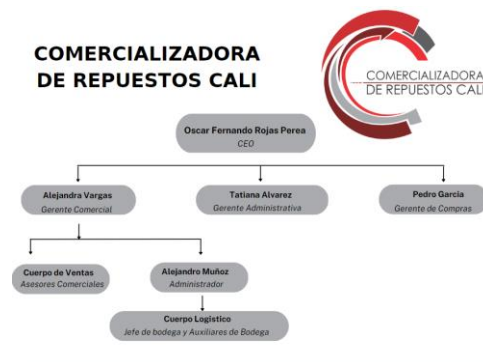 COMERCIALIZADORA
DE REPUESTOS CALI
COMERCIALIZADORA
DE REPUESTOS CALI
Oscar Fernando Rojas Perea
CEO
Alejandra Vargas
Gerente Comercial
Tatiana Alvarez
Gerente Administrativa
Pedro García
Gerente de Compras
Cuerpo de Ventas
Asesores Comerciales
Alejandro Muñoz
Administrador
Cuerpo Logistico
Jefe de bodega y Auxiliares de Bodega